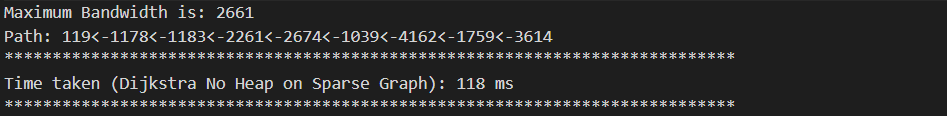 Maximum Bandwidth is: 2661
Path: 119<-1178<-1183<-2261<-2674<-1039<-4162<-1759<-3614
****************************************************************************
Time taken (Dijkstra No Heap on Sparse Graph): 118 ms
****************************************************************************